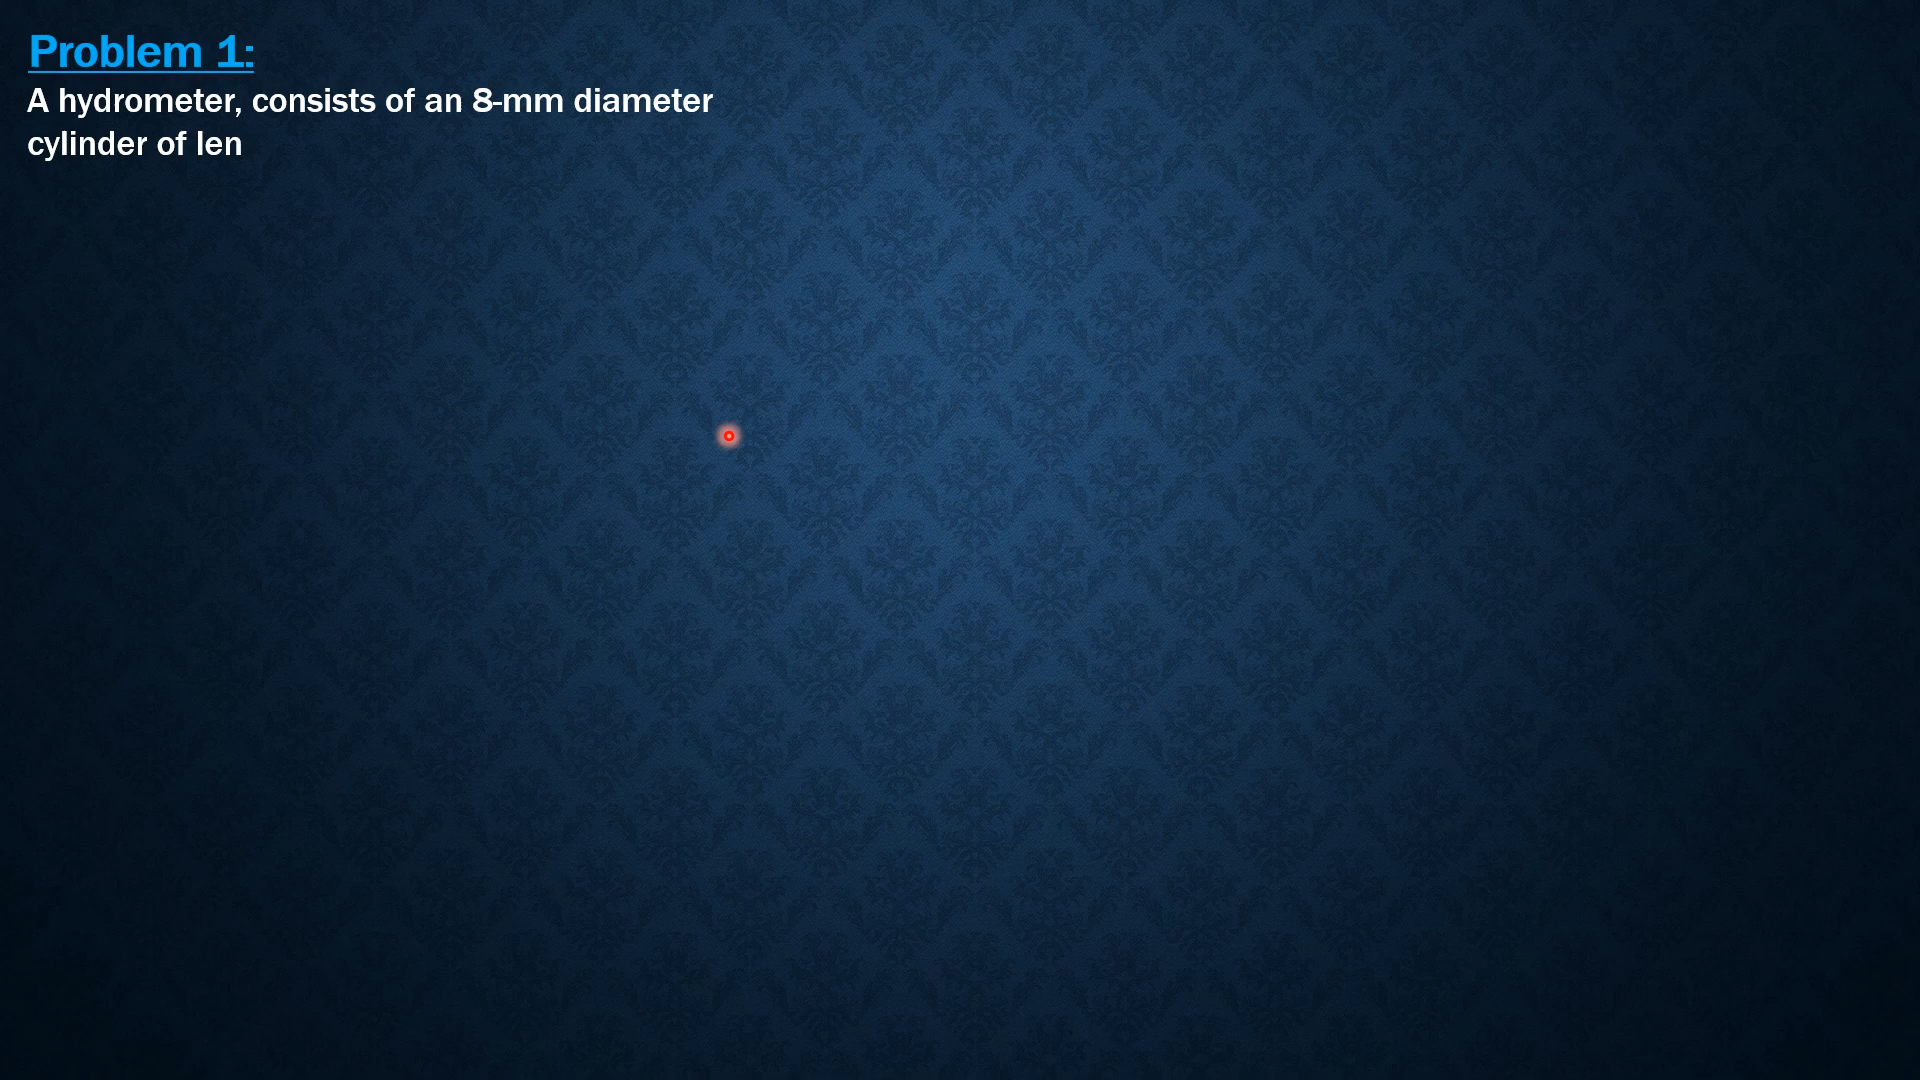 Problem 1:
A hydrometer, consists of an 8-mm diameter
cylinder of len